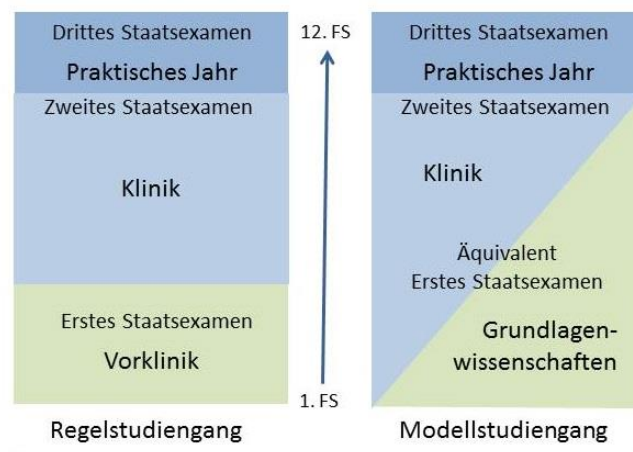 Drittes Staatsexamen
Praktisches Jahr
Zweites Staatsexamen
Klinik
Erstes Staatsexamen
Vorklinik
Regelstudiengang
12. FS
1. FS
Drittes Staatsexamen
Praktisches Jahr
Zweites Staatsexamen
Klinik
Äquivalent
Erstes Staatsexamen
Grundlagen-
wissenschaften
Modellstudiengang